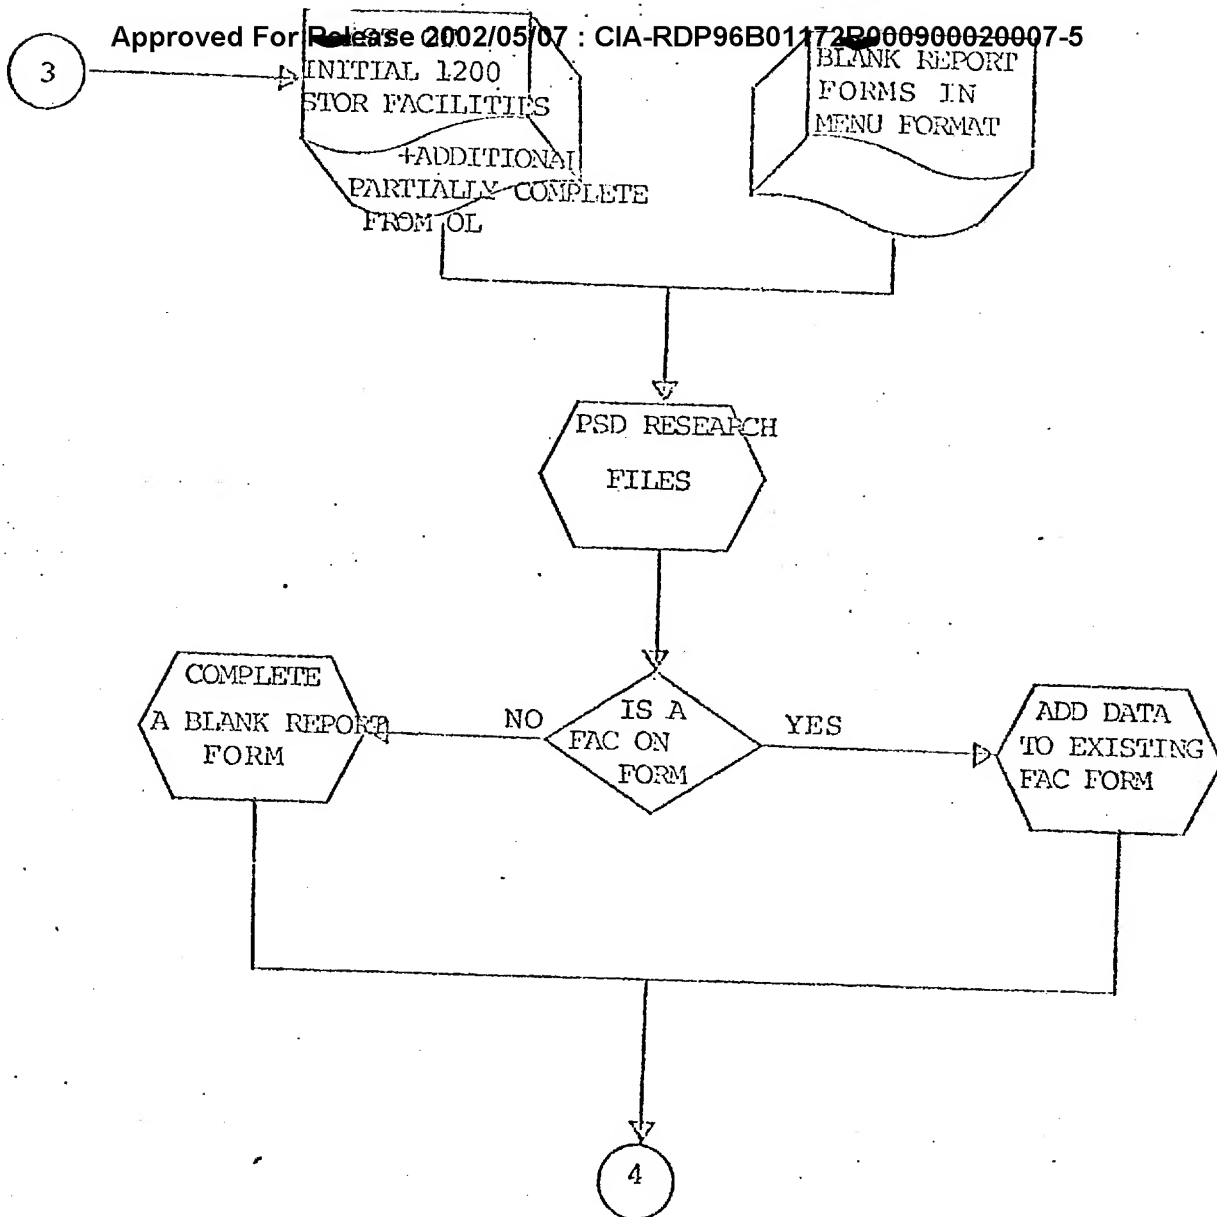 Approved For Release 2002/05/07 : CIA-RDP96B01172R000900020007-5
3
INITIAL 1200
STOR FACILITIES
+ADDITIONAL
PARTIALLY COMPLETE
FROM OL
BLANK REPORT
FORMS IN
MENU FORMAT
PSD RESEARCH
FILES
COMPLETE
A BLANK REPORT
FORM
NO
IS A
FAC ON
FORM
YES
ADD DATA
TO EXISTING
FAC FORM
4